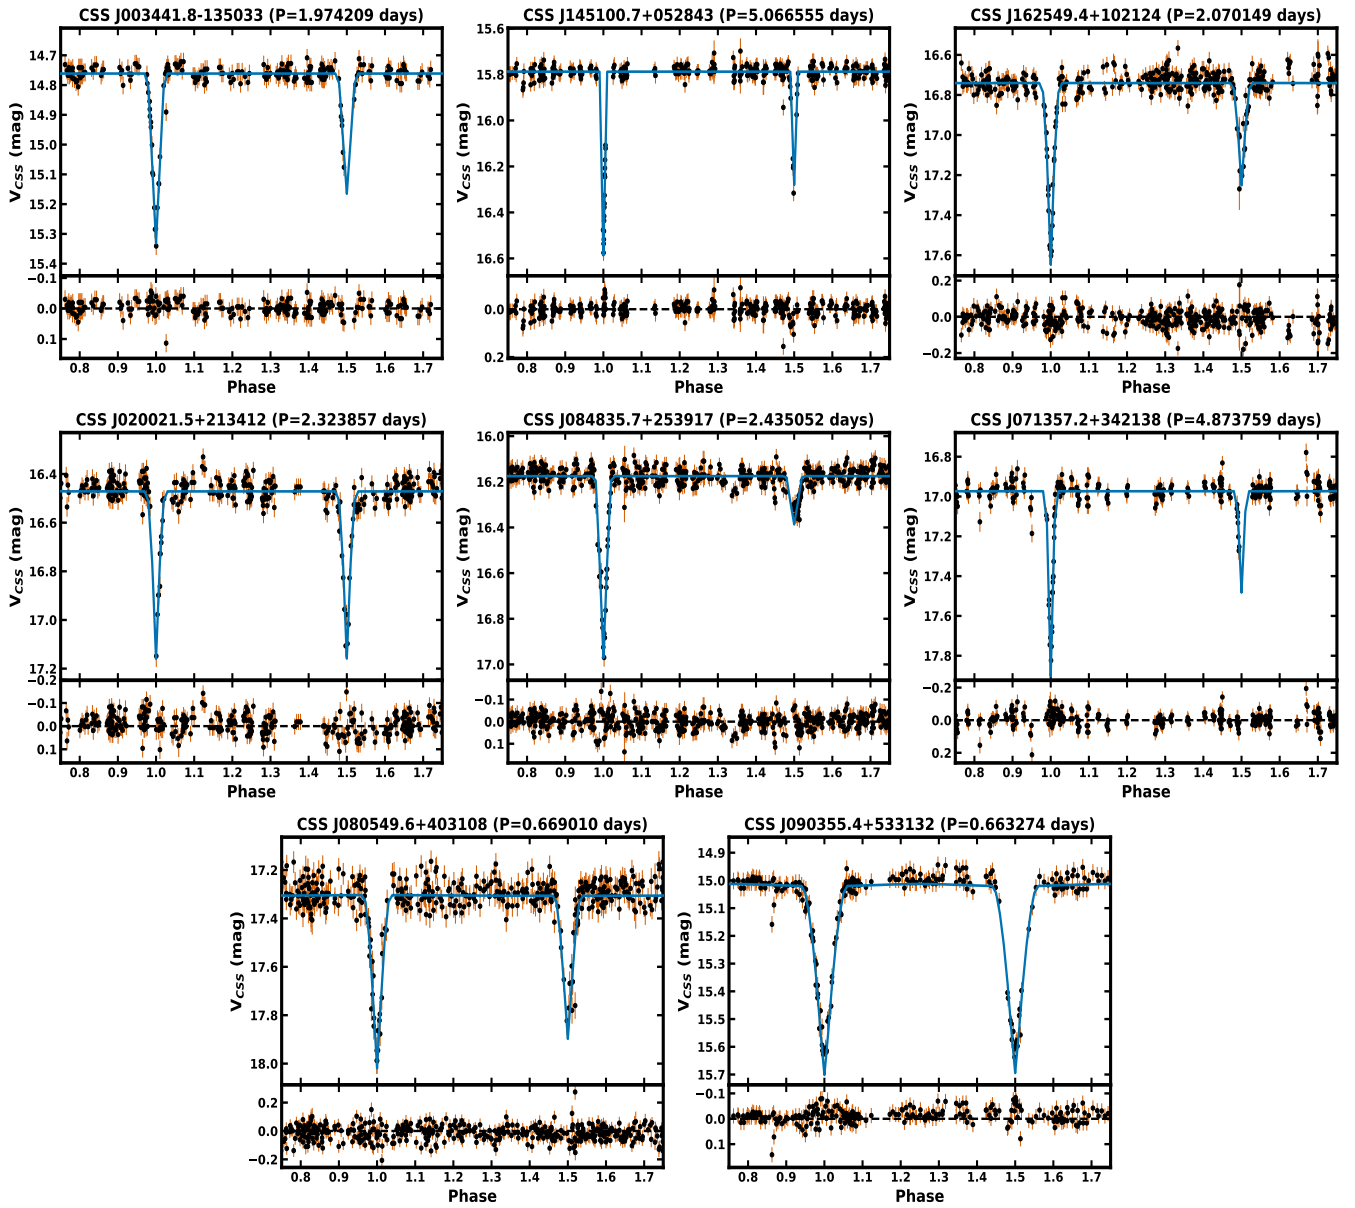 CSS J003441.8-135033 (P=1.974209 days)
V_CSS (mag)
14.7
14.8
14.9
15.0
15.1
15.2
15.3
15.4
−0.1
0.0
0.1
0.8 0.9 1.0 1.1 1.2 1.3 1.4 1.5 1.6 1.7
Phase
CSS J145100.7+052843 (P=5.066555 days)
V_CSS (mag)
15.6
15.8
16.0
16.2
16.4
16.6
0.0
0.2
0.8 0.9 1.0 1.1 1.2 1.3 1.4 1.5 1.6 1.7
Phase
CSS J162549.4+102124 (P=2.070149 days)
V_CSS (mag)
16.6
16.8
17.0
17.2
17.4
17.6
0.2
0.0
−0.2
0.8 0.9 1.0 1.1 1.2 1.3 1.4 1.5 1.6 1.7
Phase
CSS J020021.5+213412 (P=2.323857 days)
V_CSS (mag)
16.4
16.6
16.8
17.0
17.2
−0.2
−0.1
0.0
0.1
0.8 0.9 1.0 1.1 1.2 1.3 1.4 1.5 1.6 1.7
Phase
CSS J084835.7+253917 (P=2.435052 days)
V_CSS (mag)
16.0
16.2
16.4
16.6
16.8
17.0
−0.1
0.0
0.1
0.8 0.9 1.0 1.1 1.2 1.3 1.4 1.5 1.6 1.7
Phase
CSS J071357.2+342138 (P=4.873759 days)
V_CSS (mag)
16.8
17.0
17.2
17.4
17.6
17.8
−0.2
0.0
0.2
0.8 0.9 1.0 1.1 1.2 1.3 1.4 1.5 1.6 1.7
Phase
CSS J080549.6+403108 (P=0.669010 days)
V_CSS (mag)
17.2
17.4
17.6
17.8
18.0
0.2
0.0
−0.2
0.8 0.9 1.0 1.1 1.2 1.3 1.4 1.5 1.6 1.7
Phase
CSS J090355.4+533132 (P=0.663274 days)
V_CSS (mag)
14.9
15.0
15.1
15.2
15.3
15.4
15.5
15.6
15.7
−0.1
0.0
0.1
0.8 0.9 1.0 1.1 1.2 1.3 1.4 1.5 1.6 1.7
Phase